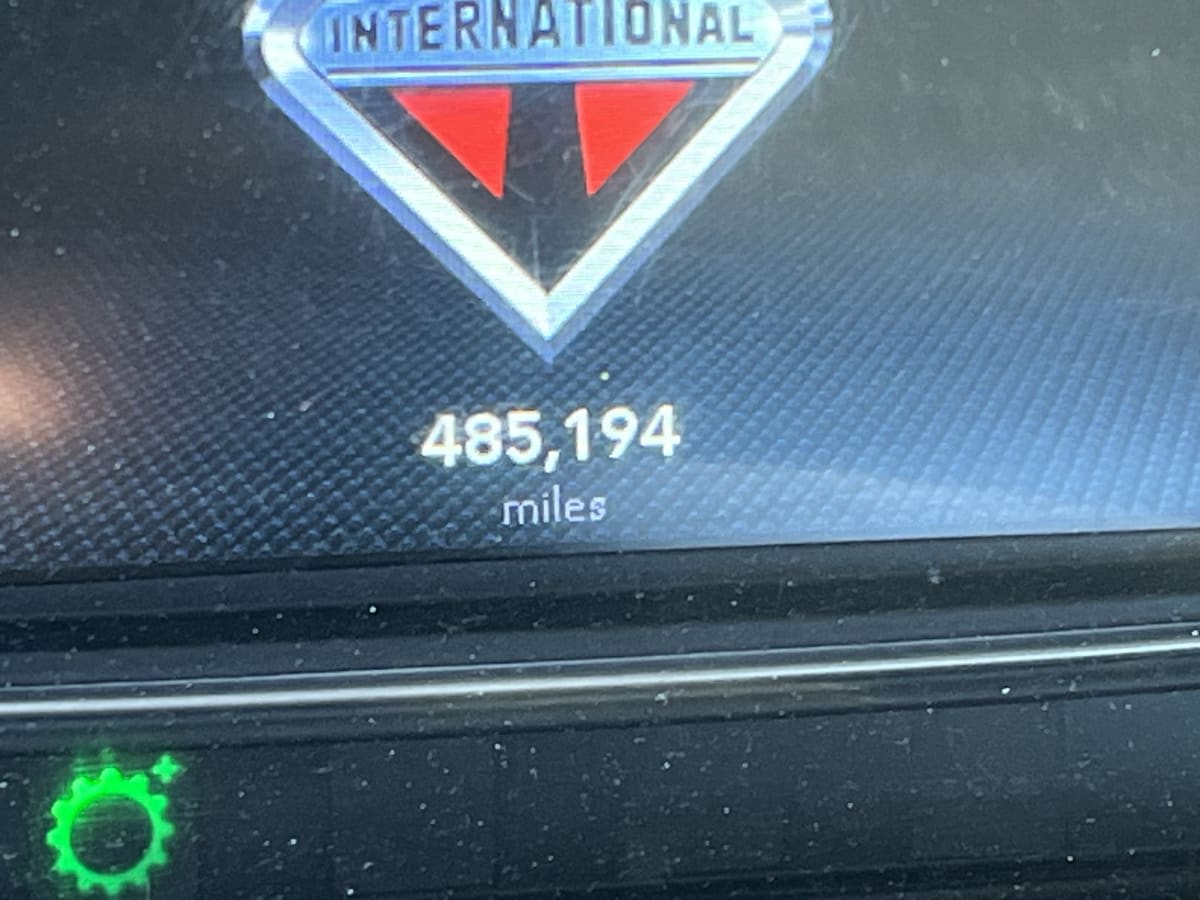 INTERNATIONAL
485,194
miles